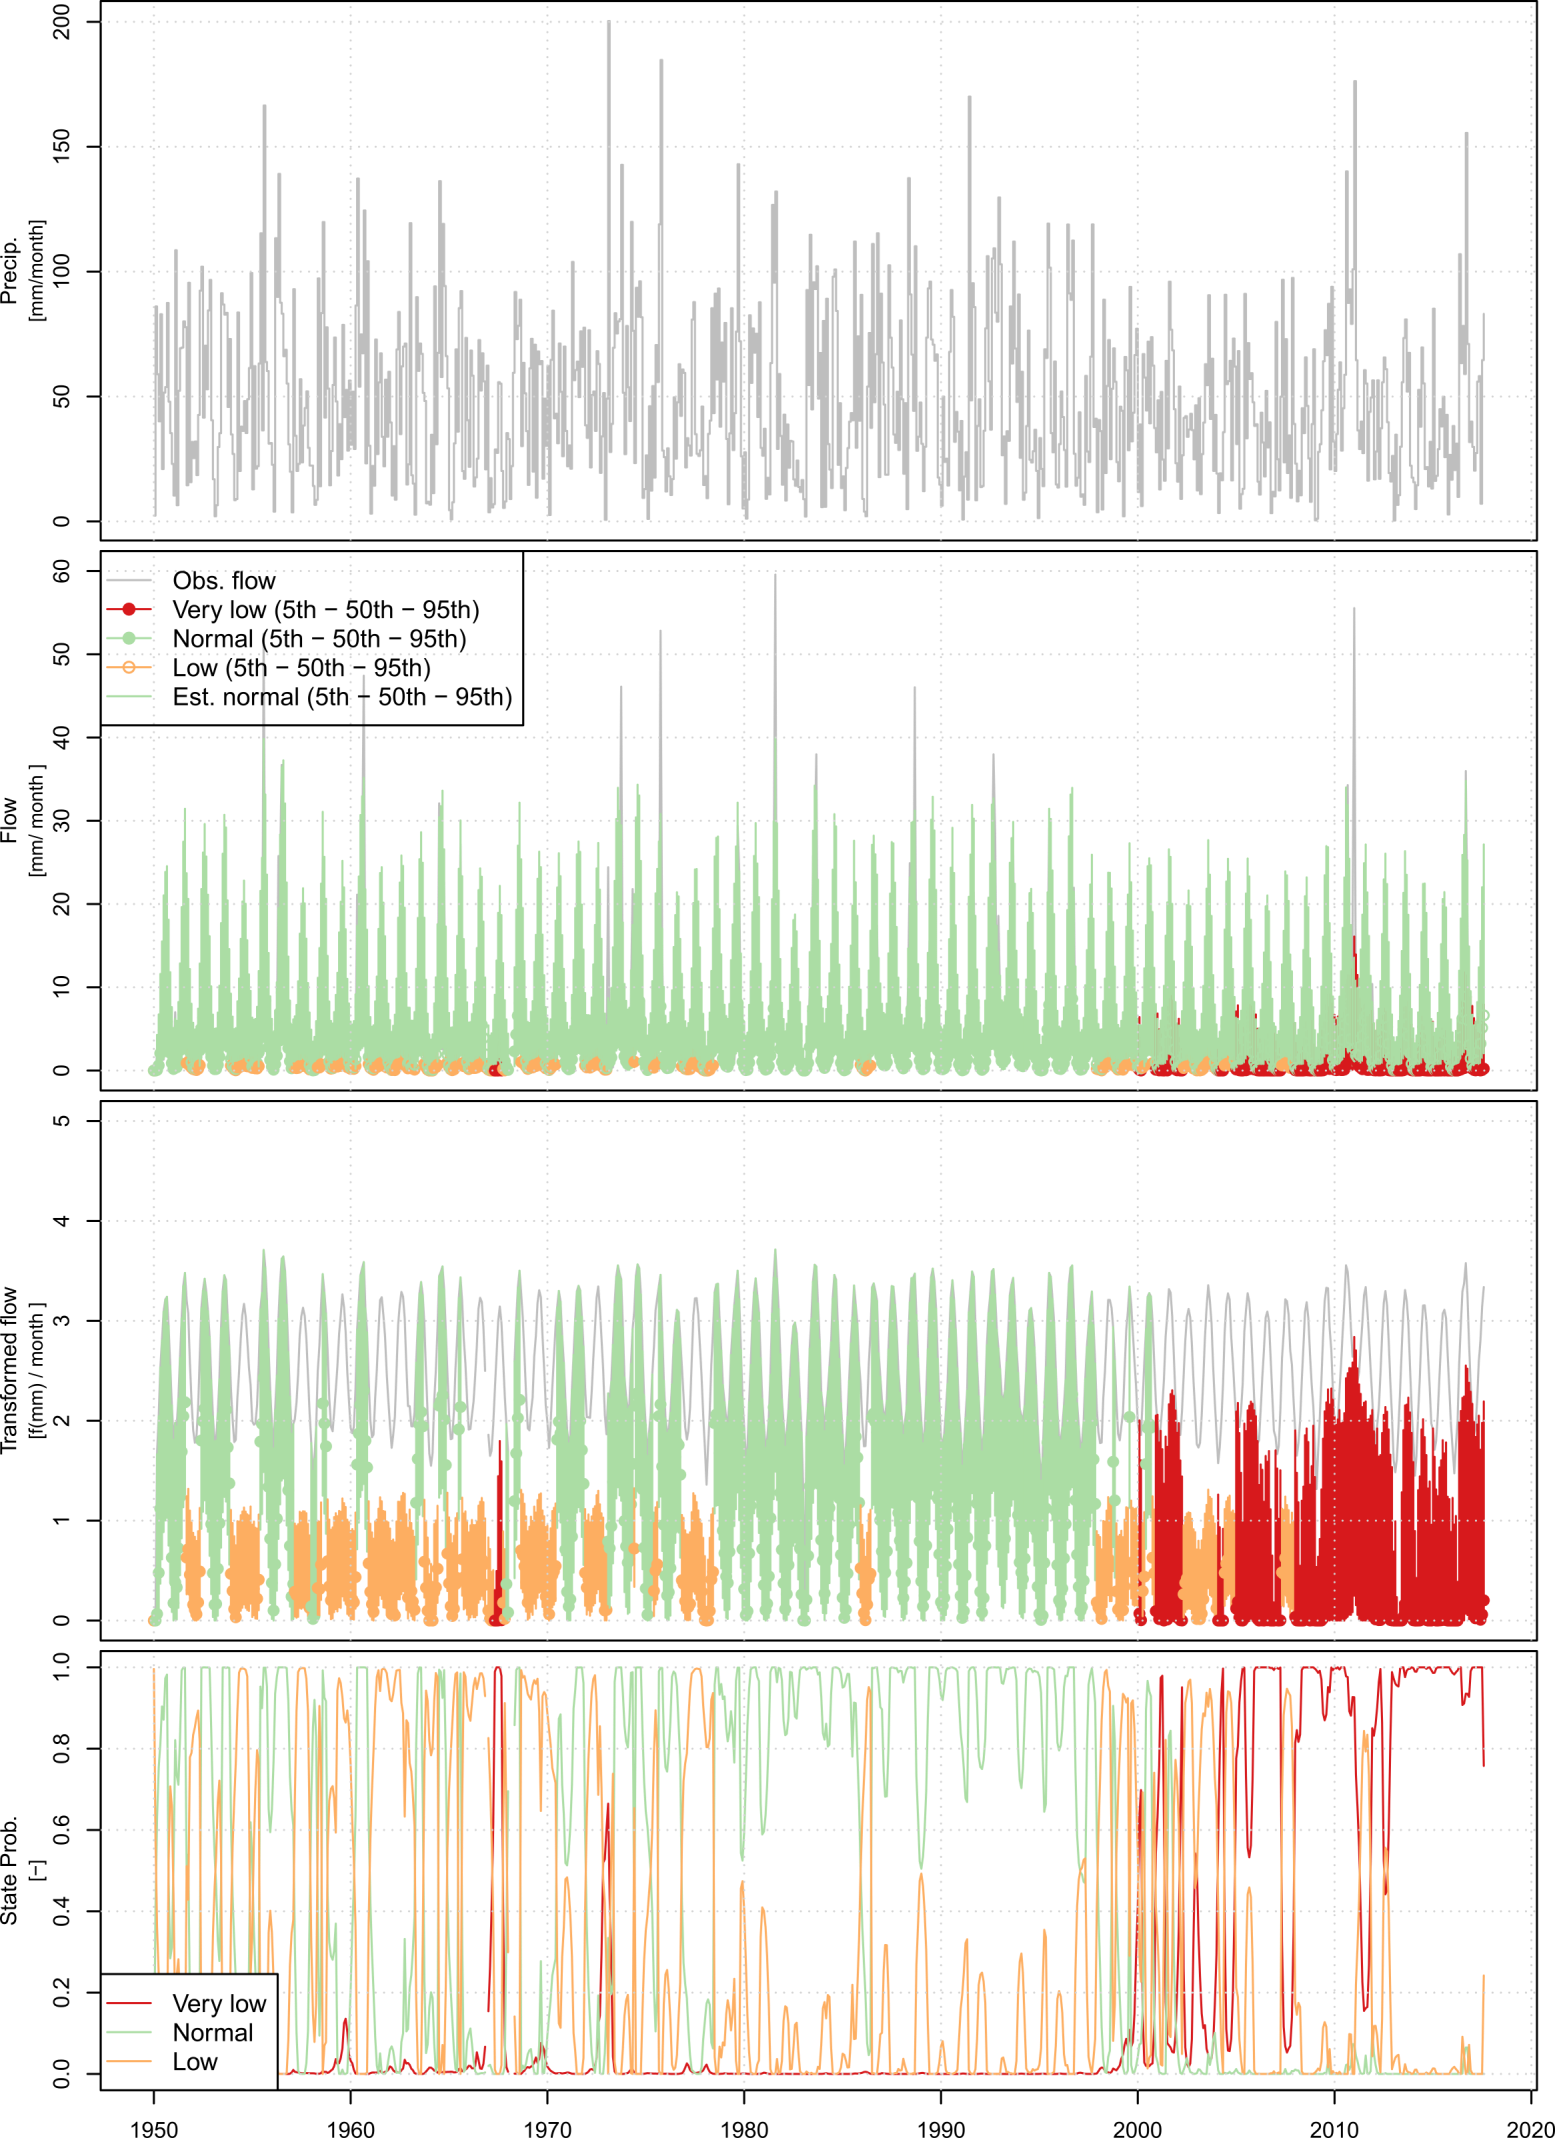 200
150
100
50
0
Precip.
[mm/month]
60
50
40
30
20
10
0
Flow
[mm/ month ]
Obs. flow
Very low (5th − 50th − 95th)
Normal (5th − 50th − 95th)
Low (5th − 50th − 95th)
Est. normal (5th − 50th − 95th)
5
4
3
2
1
0
Transformed flow
[f(mm) / month ]
1.0
0.8
0.6
0.4
0.2
0.0
State Prob.
[−]
Very low
Normal
Low
1950 1960 1970 1980 1990 2000 2010 2020